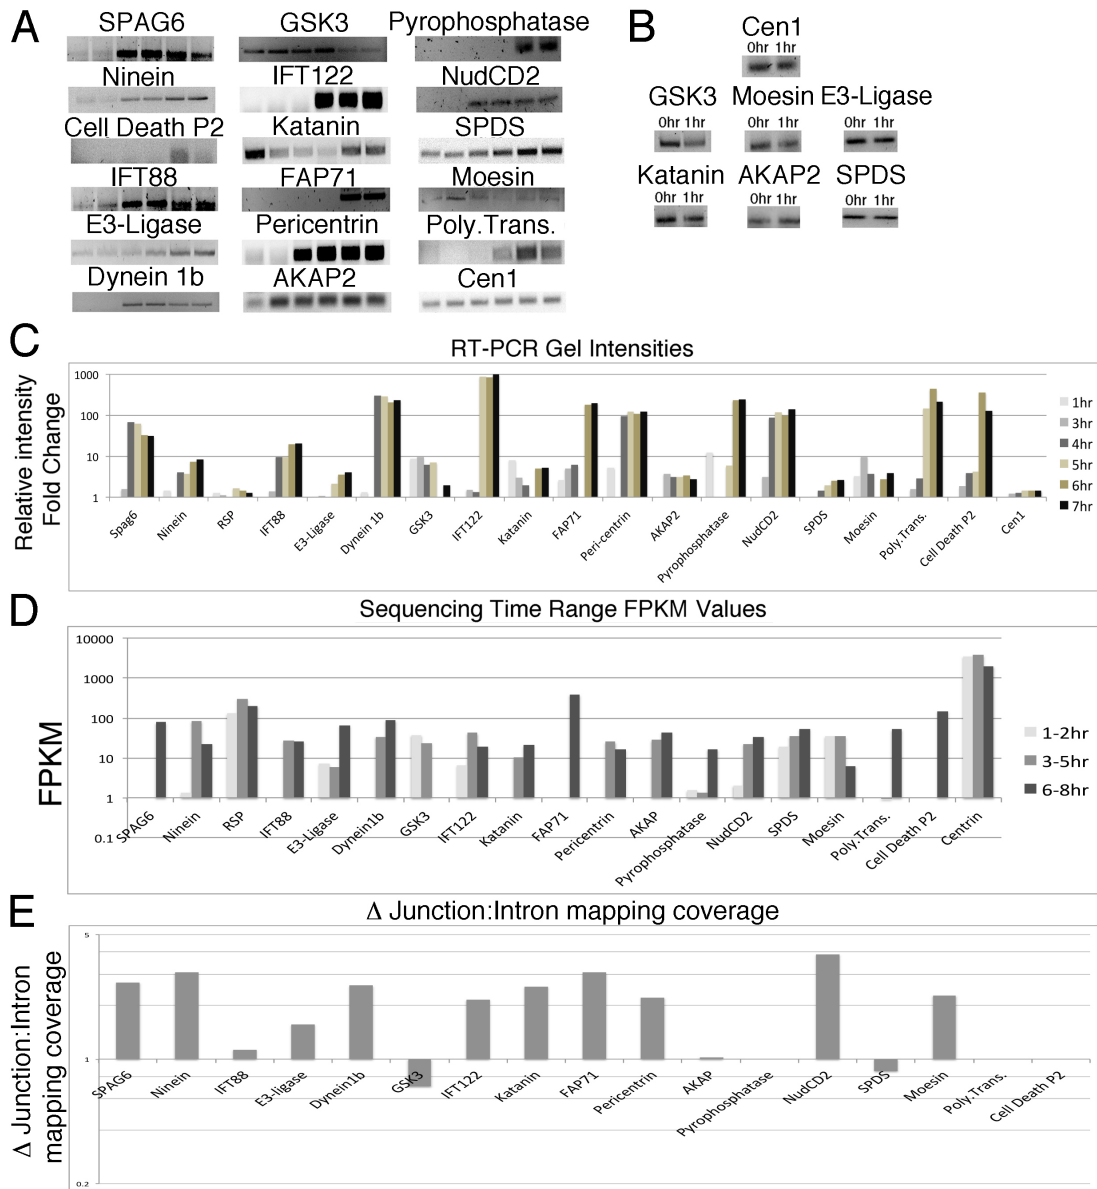 A
SPAG6 GSK3 Pyrophosphatase
Ninein IFT122 NudCD2
Cell Death P2 Katanin SPDS
IFT88 FAP71 Moesin
E3-Ligase Pericentrin Poly.Trans.
Dynein 1b AKAP2 Cen1
B
Cen1
0hr 1hr
GSK3 Moesin E3-Ligase
0hr 1hr 0hr 1hr 0hr 1hr
Katanin AKAP2 SPDS
0hr 1hr 0hr 1hr 0hr 1hr
C
RT-PCR Gel Intensities
Relative intensity
Fold Change
1000
100
10
1
Spag6 Ninein RSP IFT88 E3-Ligase Dynein 1b GSK3 IFT122 Katanin FAP71 Peri-centrin AKAP2 Pyrophosphatase NudCD2 SPDS Moesin Poly.Trans. Cell Death P2 Cen1
1hr
3hr
4hr
5hr
6hr
7hr
D
Sequencing Time Range FPKM Values
FPKM
10000
1000
100
10
1
0.1
SPAG6 Ninein RSP IFT88 E3-Ligase Dynein1b GSK3 IFT122 Katanin FAP71 Pericentrin AKAP Pyrophosphatase NudCD2 SPDS Moesin Poly.Trans. Cell Death P2 Centrin
1-2hr
3-5hr
6-8hr
E
Δ Junction:Intron mapping coverage
Δ Junction:Intron
mapping coverage
5
1
0.2
SPAG6 Ninein IFT88 E3-ligase Dynein1b GSK3 IFT122 Katanin FAP71 Pericentrin AKAP Pyrophosphatase NudCD2 SPDS Moesin Poly.Trans. Cell Death P2